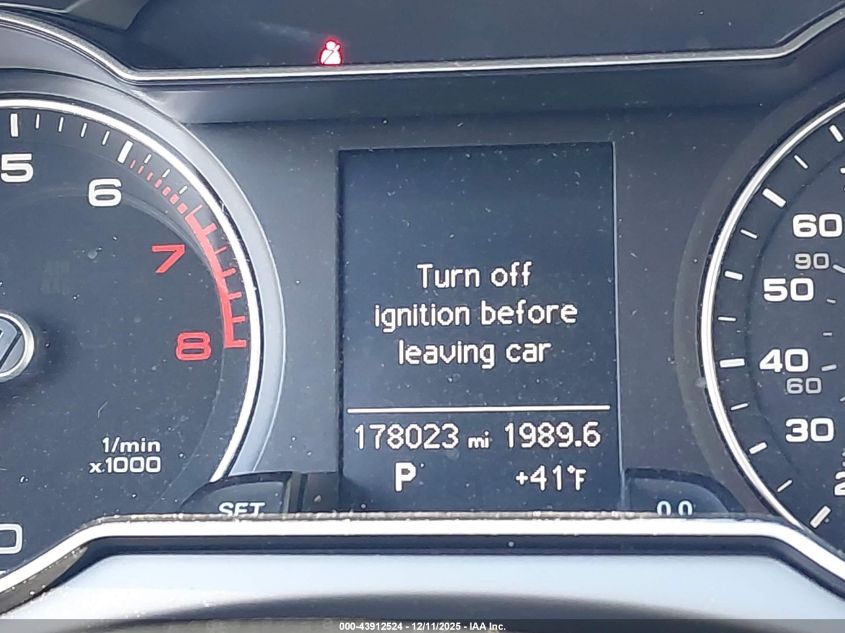 5
6
7
8
1/min
x1000
0
SET
Turn off
ignition before
leaving car
178023 mi 1989.6
P +41°F
0.0
60
90
50
40
60
30
000-43912524 - 12/11/2025 - IAA Inc.